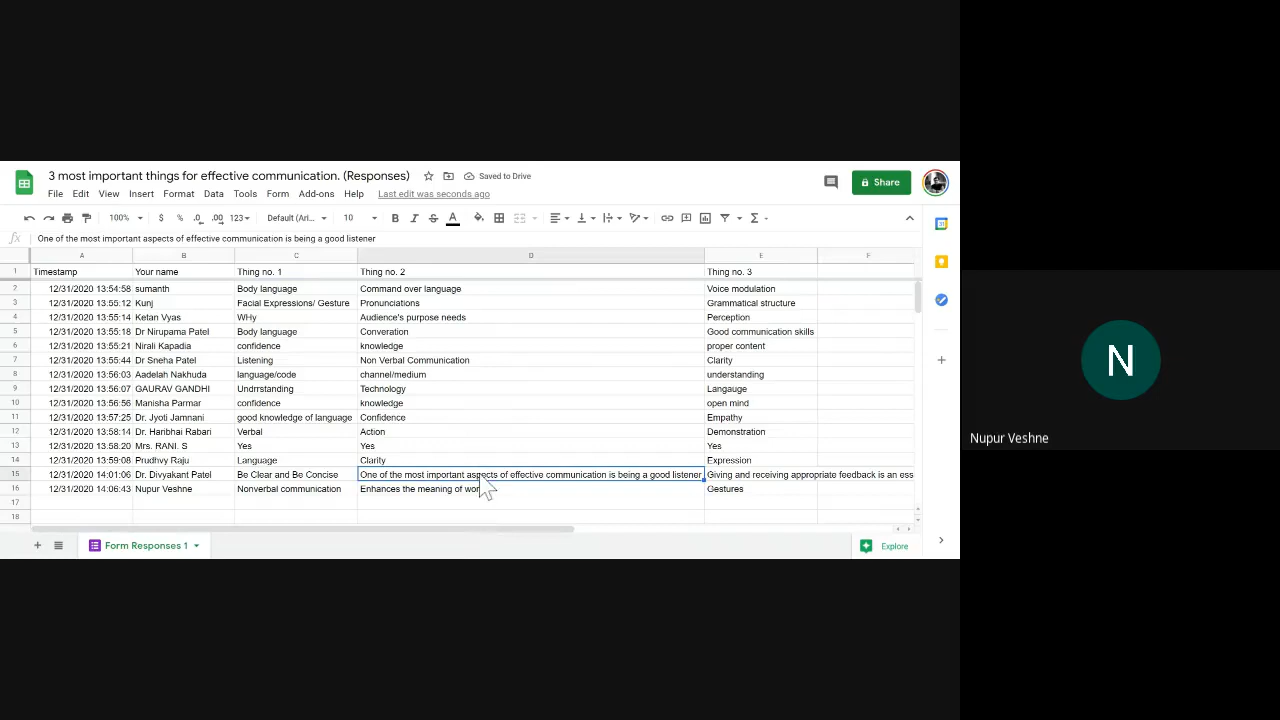 3 most important things for effective communication. (Responses)
Saved to Drive
Share
File Edit View Insert Format Data Tools Form Add-ons Help Last edit was seconds ago
100% $ % .0 .00 123 Default (Ari... 10 B I S A
fx One of the most important aspects of effective communication is being a good listener
A B C D E F
1 Timestamp Your name Thing no. 1 Thing no. 2 Thing no. 3
2 12/31/2020 13:54:58 sumanth Body language Command over language Voice modulation
3 12/31/2020 13:55:12 Kunj Facial Expressions/ Gesture Pronunciations Grammatical structure
4 12/31/2020 13:55:14 Ketan Vyas WHy Audience's purpose needs Perception
5 12/31/2020 13:55:18 Dr Nirupama Patel Body language Converation Good communication skills
6 12/31/2020 13:55:21 Nirali Kapadia confidence knowledge proper content
7 12/31/2020 13:55:44 Dr Sneha Patel Listening Non Verbal Communication Clarity
8 12/31/2020 13:56:03 Aadelah Nakhuda language/code channel/medium understanding
9 12/31/2020 13:56:07 GAURAV GANDHI Undrrstanding Technology Langauge
10 12/31/2020 13:56:56 Manisha Parmar confidence knowledge open mind
11 12/31/2020 13:57:25 Dr. Jyoti Jamnani good knowledge of language Confidence Empathy
12 12/31/2020 13:58:14 Dr. Haribhai Rabari Verbal Action Demonstration
13 12/31/2020 13:58:20 Mrs. RANI. S Yes Yes Yes
14 12/31/2020 13:59:08 Prudhvy Raju Language Clarity Expression
15 12/31/2020 14:01:06 Dr. Divyakant Patel Be Clear and Be Concise One of the most important aspects of effective communication is being a good listener Giving and receiving appropriate feedback is an ess
16 12/31/2020 14:06:43 Nupur Veshne Nonverbal communication Enhances the meaning of wor Gestures
17
18
Form Responses 1
Explore
N
Nupur Veshne